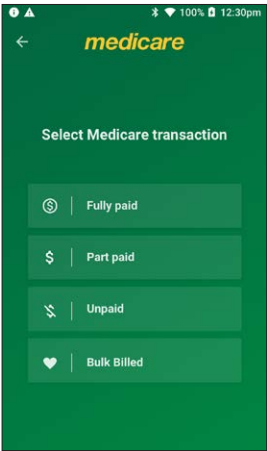 100% 12:30pm
medicare
Select Medicare transaction
Fully paid
$ Part paid
Unpaid
Bulk Billed